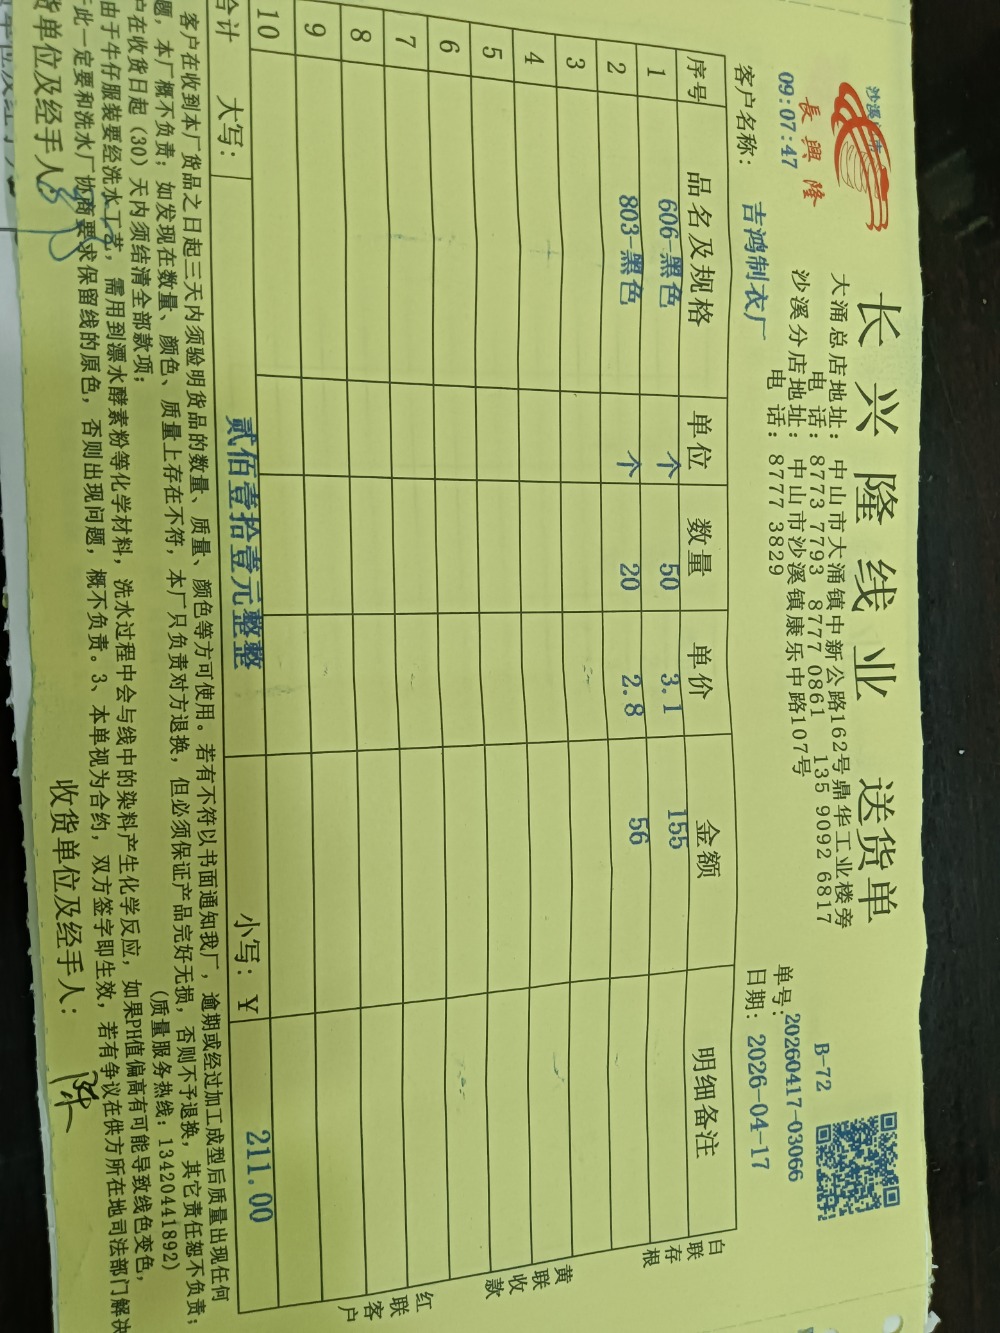 長興隆
长兴隆线业 送货单
大涌总店地址：中山市大涌镇中新公路162号鼎华工业楼旁
电 话：8773 7793 8777 0861 135 9092 6817
沙溪分店地址：中山市沙溪镇康乐中路107号
电 话：8777 3829
沙溪
09:07:47
B-72
单号：20260417-03066
客户名称：吉鸿制衣厂
日期：2026-04-17
序号 品名及规格 单位 数量 单价 金额 明细备注
1 606-黑色 个 50 3.1 155
2 803-黑色 个 20 2.8 56
3
4
5
6
7
8
9
10
合计 大写：贰佰壹拾壹元整整 小写：¥ 211.00
白联存根
黄联收款
红联客户
客户在收到本厂货品之日起三天内须验明货品的数量、质量、颜色等方可使用。若有不符以书面通知我厂，逾期或经过加工成型后质量出现任何
题，本厂概不负责；如发现在数量、颜色、质量上存在不符，本厂只负责对方退换，但必须保证产品完好无损，否则不予退换，其它责任恕不负责；
户在收货日起（30）天内须结清全部款项；
(质量服务热线：13420441892)
由于牛仔服装要经洗水工艺，需用到漂水酵素粉等化学材料，洗水过程中会与线中的染料产生化学反应，如果PH值偏高有可能导致线色变色，
此一定要和洗水厂协商要求保留线的原色，否则出现问题，概不负责。3、本单视为合约，双方签字即生效，若有争议在供方所在地司法部门解决
货单位及经手人：
收货单位及经手人：